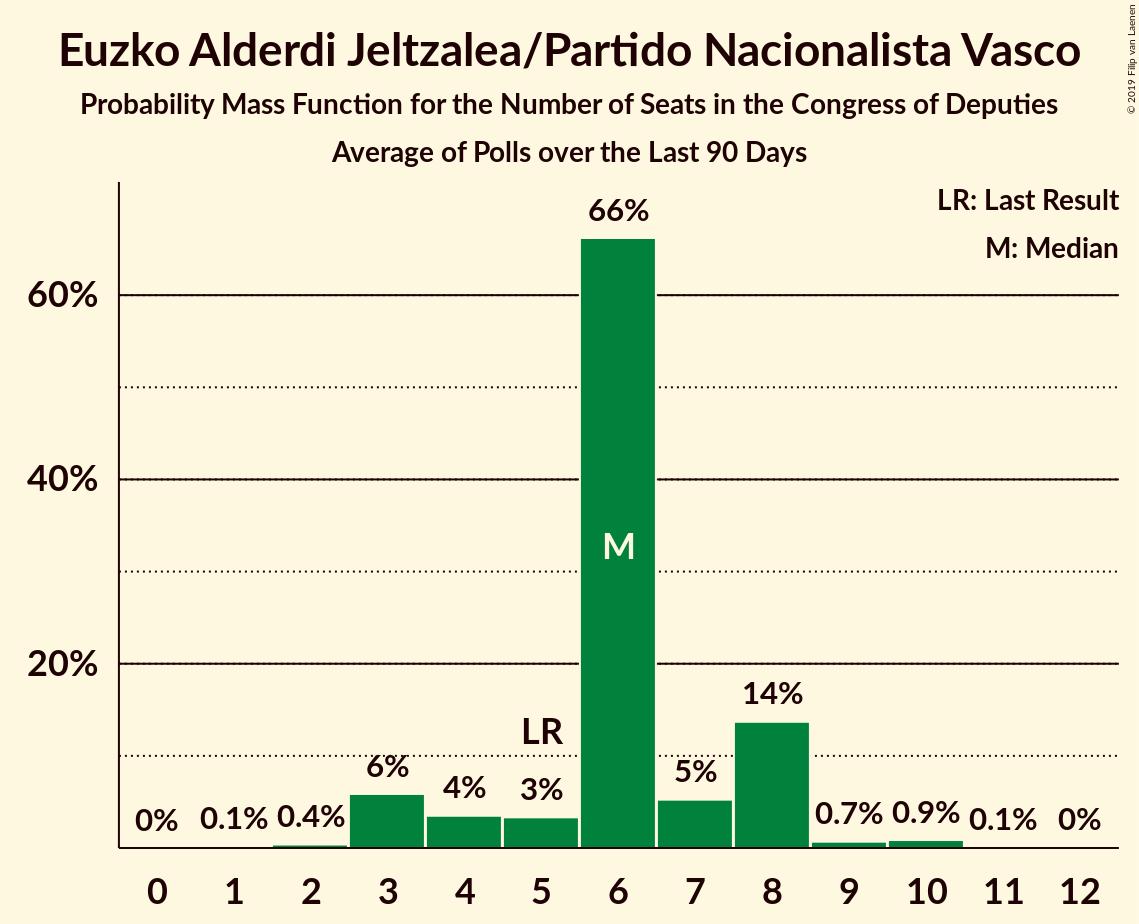 Euzko Alderdi Jeltzalea/Partido Nacionalista Vasco
Probability Mass Function for the Number of Seats in the Congress of Deputies
Average of Polls over the Last 90 Days
© 2019 Filip van Laenen
LR: Last Result
M: Median
60%
40%
20%
0%
0.1%
0.4%
6%
4%
3%
LR
66%
M
5%
14%
0.7%
0.9%
0.1%
0%
0 1 2 3 4 5 6 7 8 9 10 11 12